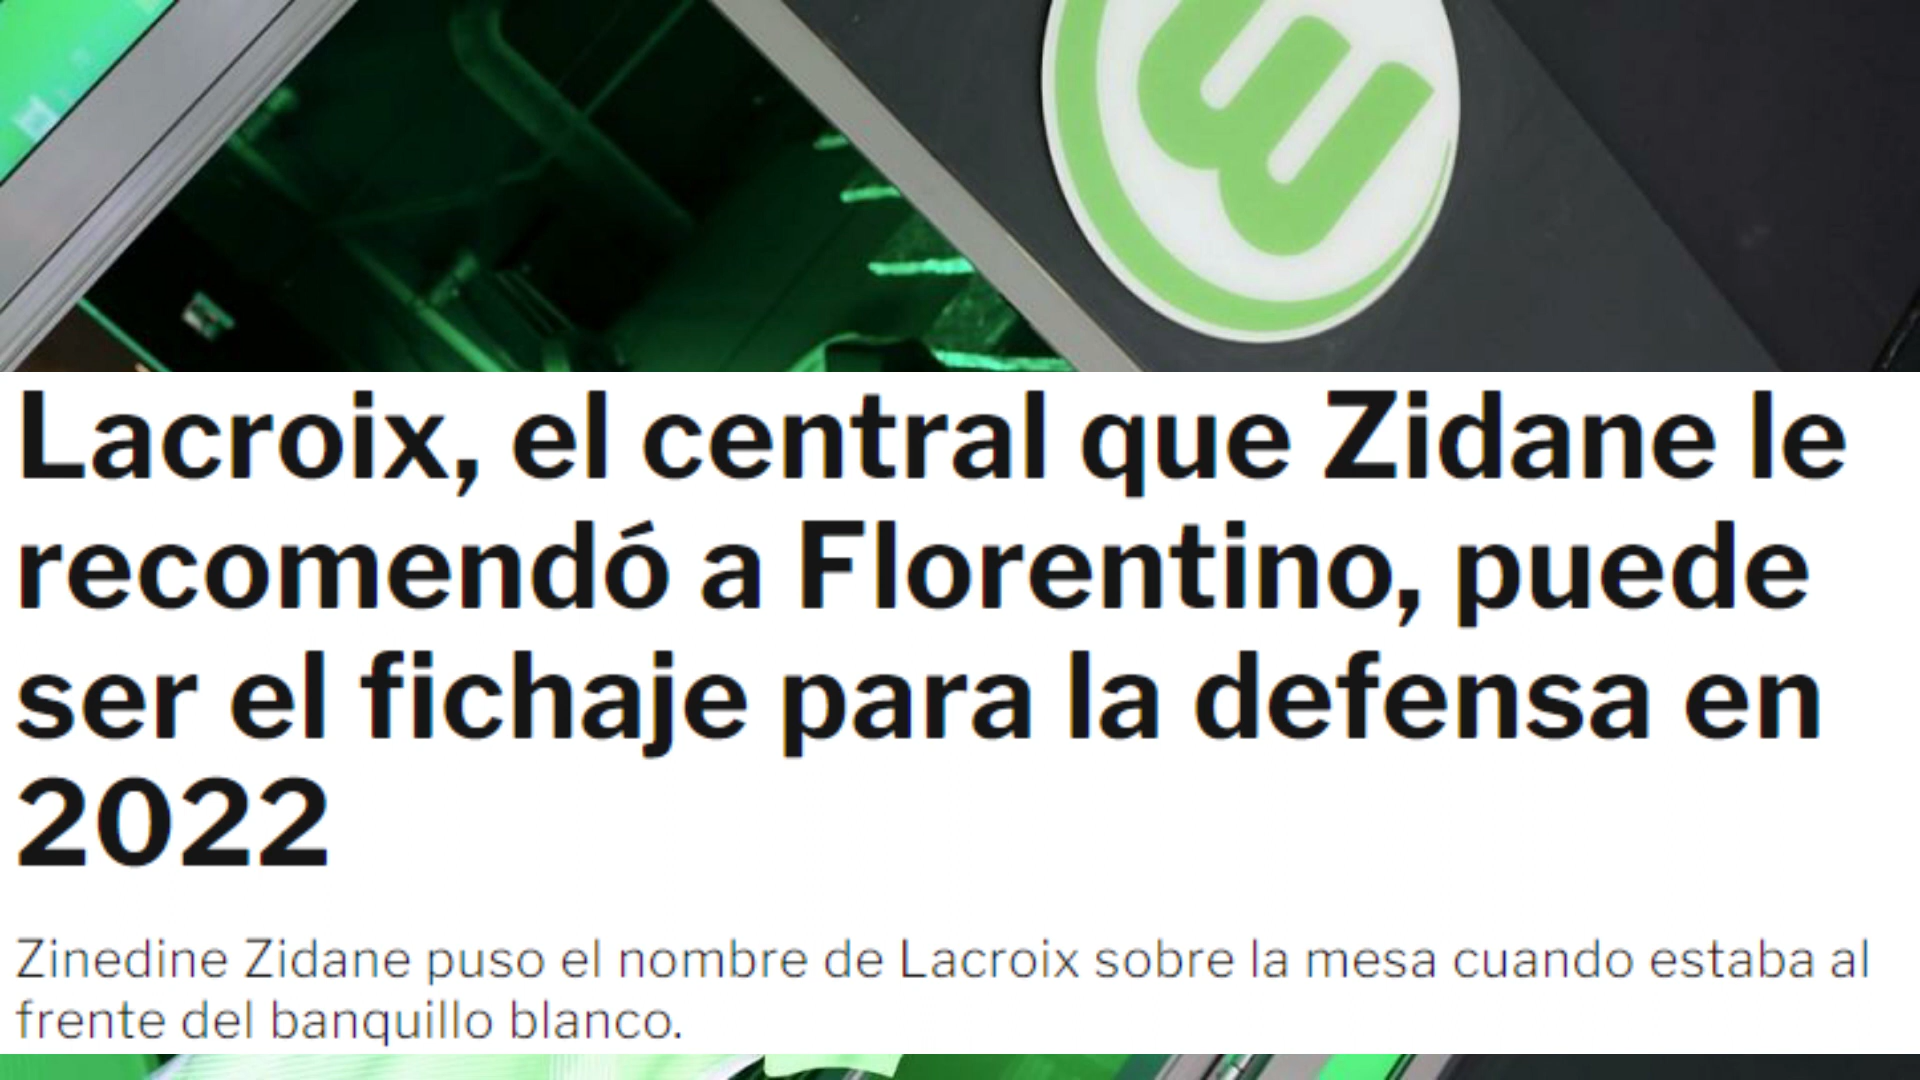 Lacroix, el central que Zidane le
recomendó a Florentino, puede
ser el fichaje para la defensa en
2022
Zinedine Zidane puso el nombre de Lacroix sobre la mesa cuando estaba al
frente del banquillo blanco.